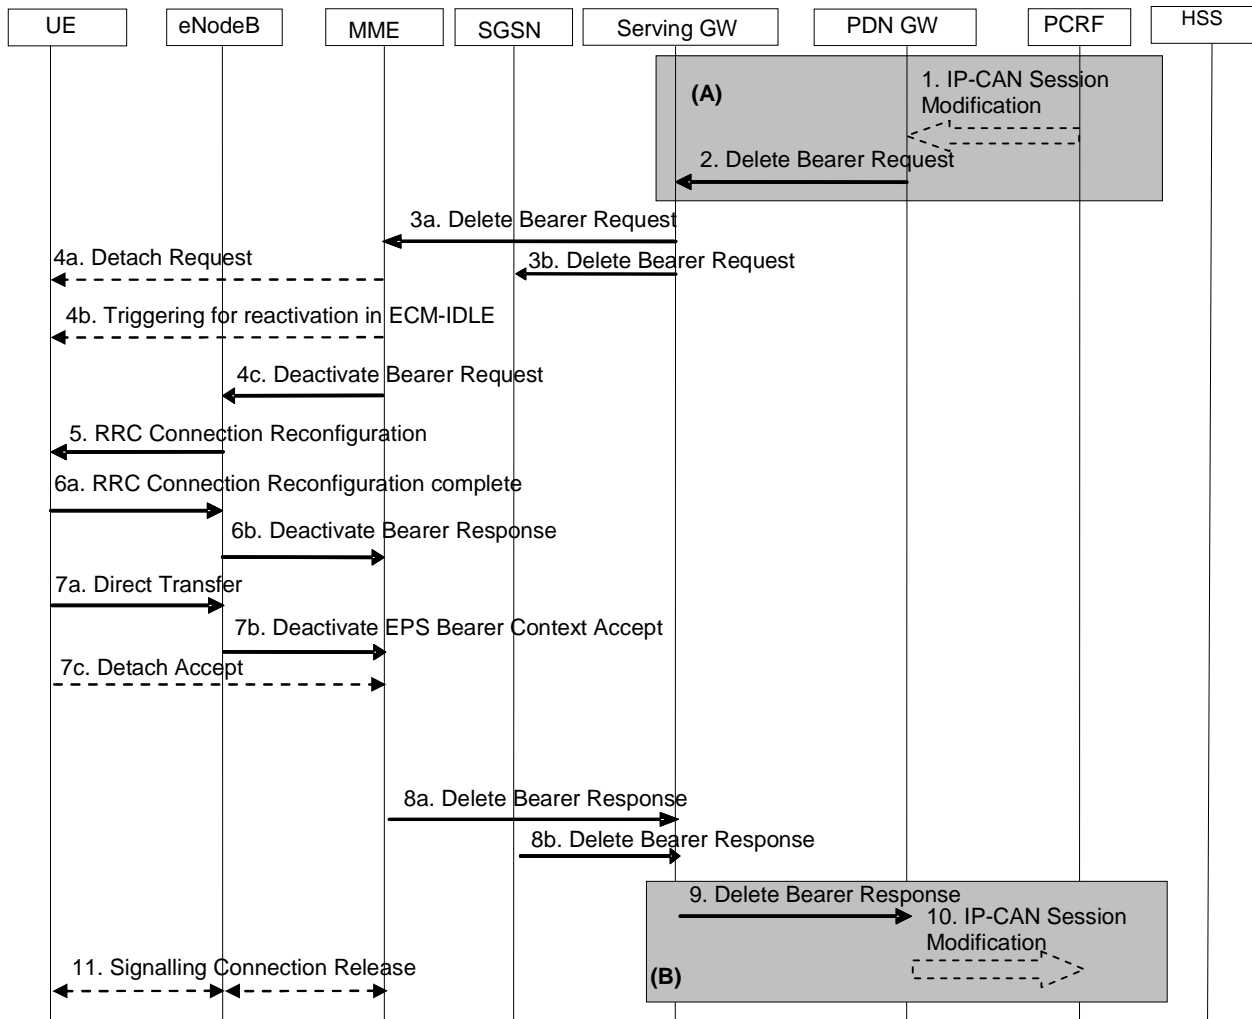 UE
eNodeB
MME
SGSN
Serving GW
PDN GW
PCRF
HSS
(A)
1. IP-CAN Session
Modification
2. Delete Bearer Request
3a. Delete Bearer Request
4a. Detach Request
3b. Delete Bearer Request
4b. Triggering for reactivation in ECM-IDLE
4c. Deactivate Bearer Request
5. RRC Connection Reconfiguration
6a. RRC Connection Reconfiguration complete
6b. Deactivate Bearer Response
7a. Direct Transfer
7b. Deactivate EPS Bearer Context Accept
7c. Detach Accept
8a. Delete Bearer Response
8b. Delete Bearer Response
9. Delete Bearer Response
10. IP-CAN Session
Modification
11. Signalling Connection Release
(B)